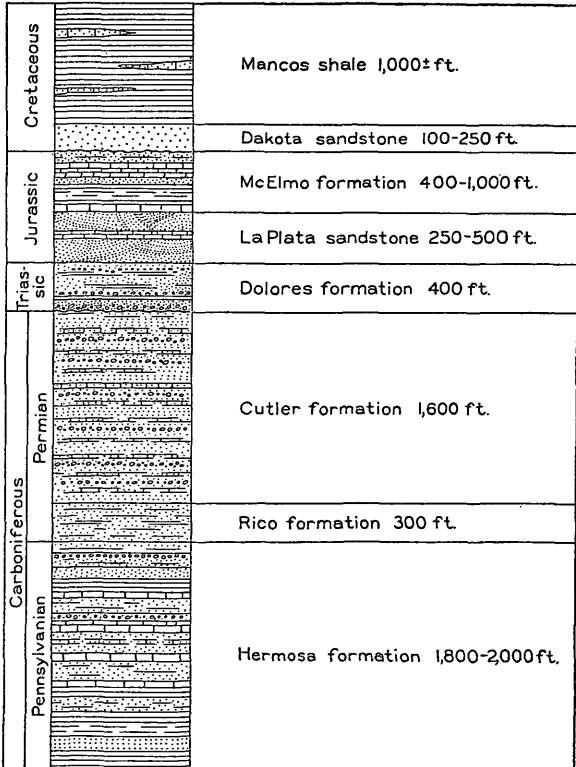 Cretaceous
Mancos shale 1,000± ft.
Dakota sandstone 100-250 ft.
Jurassic
McElmo formation 400-1,000 ft.
La Plata sandstone 250-500 ft.
Trias-
sic
Dolores formation 400 ft.
Carboniferous
Permian
Cutler formation 1,600 ft.
Rico formation 300 ft.
Pennsylvanian
Hermosa formation 1,800-2,000 ft.